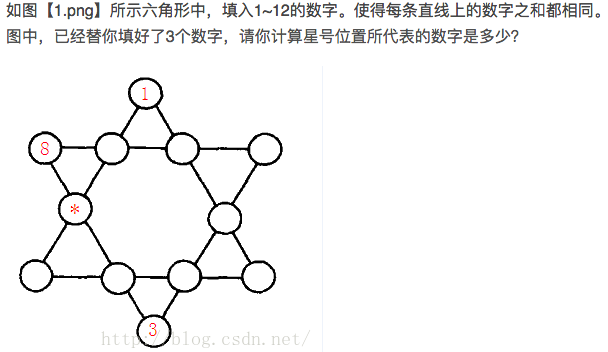 如图【1.png】所示六角形中，填入1~12的数字。使得每条直线上的数字之和都相同。
图中，已经替你填好了3个数字，请你计算星号位置所代表的数字是多少？
1
8
*
3
http://blog.csdn.net/